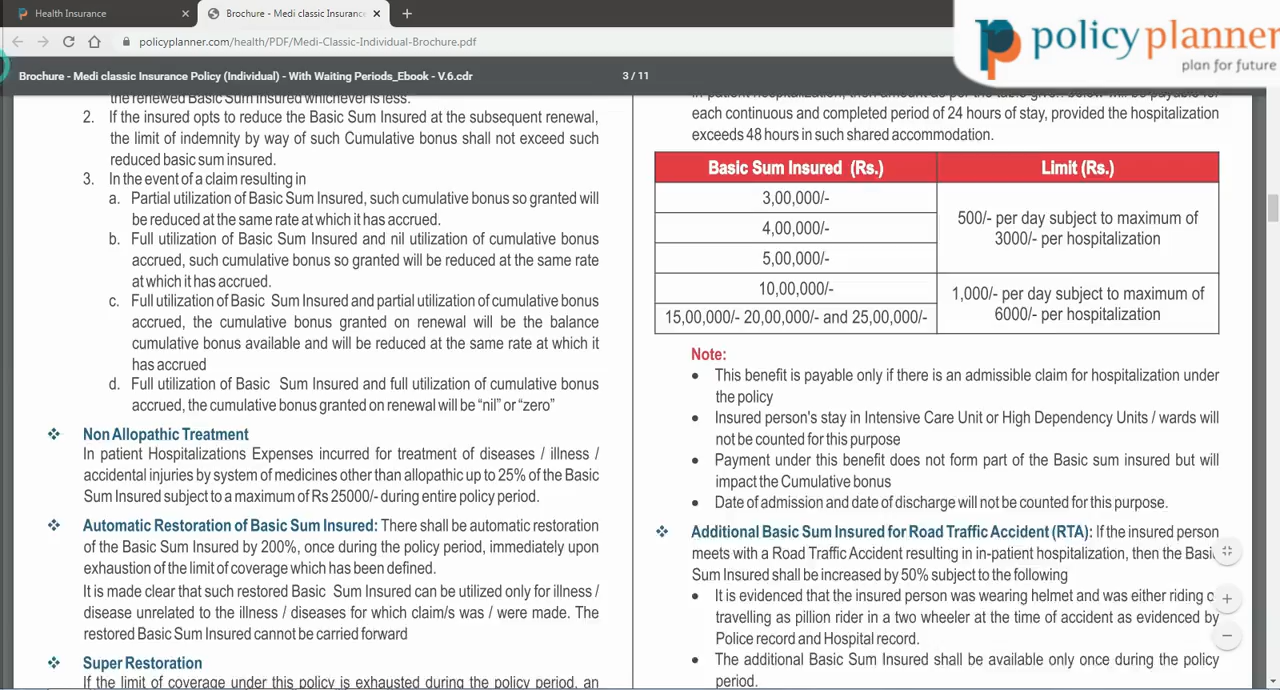 Health Insurance
Brochure - Medi classic Insurance
policyplanner.com/health/PDF/Medi-Classic-Individual-Brochure.pdf
policyplanner
plan for future
Brochure - Medi classic Insurance Policy (Individual) - With Waiting Periods_Ebook - V.6.cdr
3 / 11
the renewed Basic Sum Insured whichever is less.
2. If the insured opts to reduce the Basic Sum Insured at the subsequent renewal,
the limit of indemnity by way of such Cumulative bonus shall not exceed such
reduced basic sum insured.
3. In the event of a claim resulting in
a. Partial utilization of Basic Sum Insured, such cumulative bonus so granted will
be reduced at the same rate at which it has accrued.
b. Full utilization of Basic Sum Insured and nil utilization of cumulative bonus
accrued, such cumulative bonus so granted will be reduced at the same rate
at which it has accrued.
c. Full utilization of Basic Sum Insured and partial utilization of cumulative bonus
accrued, the cumulative bonus granted on renewal will be the balance
cumulative bonus available and will be reduced at the same rate at which it
has accrued
d. Full utilization of Basic Sum Insured and full utilization of cumulative bonus
accrued, the cumulative bonus granted on renewal will be “nil” or “zero”
❖ Non Allopathic Treatment
In patient Hospitalizations Expenses incurred for treatment of diseases / illness /
accidental injuries by system of medicines other than allopathic up to 25% of the Basic
Sum Insured subject to a maximum of Rs 25000/- during entire policy period.
❖ Automatic Restoration of Basic Sum Insured: There shall be automatic restoration
of the Basic Sum Insured by 200%, once during the policy period, immediately upon
exhaustion of the limit of coverage which has been defined.
It is made clear that such restored Basic Sum Insured can be utilized only for illness /
disease unrelated to the illness / diseases for which claim/s was / were made. The
restored Basic Sum Insured cannot be carried forward
❖ Super Restoration
If the limit of coverage under this policy is exhausted during the policy period, an
In patient hospitalization, then amount as per the table given below will be payable for
each continuous and completed period of 24 hours of stay, provided the hospitalization
exceeds 48 hours in such shared accommodation.
Basic Sum Insured (Rs.) Limit (Rs.)
3,00,000/-
4,00,000/-
5,00,000/-
500/- per day subject to maximum of
3000/- per hospitalization
10,00,000/-
15,00,000/- 20,00,000/- and 25,00,000/-
1,000/- per day subject to maximum of
6000/- per hospitalization
Note:
• This benefit is payable only if there is an admissible claim for hospitalization under
the policy
• Insured person's stay in Intensive Care Unit or High Dependency Units / wards will
not be counted for this purpose
• Payment under this benefit does not form part of the Basic sum insured but will
impact the Cumulative bonus
• Date of admission and date of discharge will not be counted for this purpose.
❖ Additional Basic Sum Insured for Road Traffic Accident (RTA): If the insured person
meets with a Road Traffic Accident resulting in in-patient hospitalization, then the Basic
Sum Insured shall be increased by 50% subject to the following
• It is evidenced that the insured person was wearing helmet and was either riding or
travelling as pillion rider in a two wheeler at the time of accident as evidenced by
Police record and Hospital record.
• The additional Basic Sum Insured shall be available only once during the policy
period.